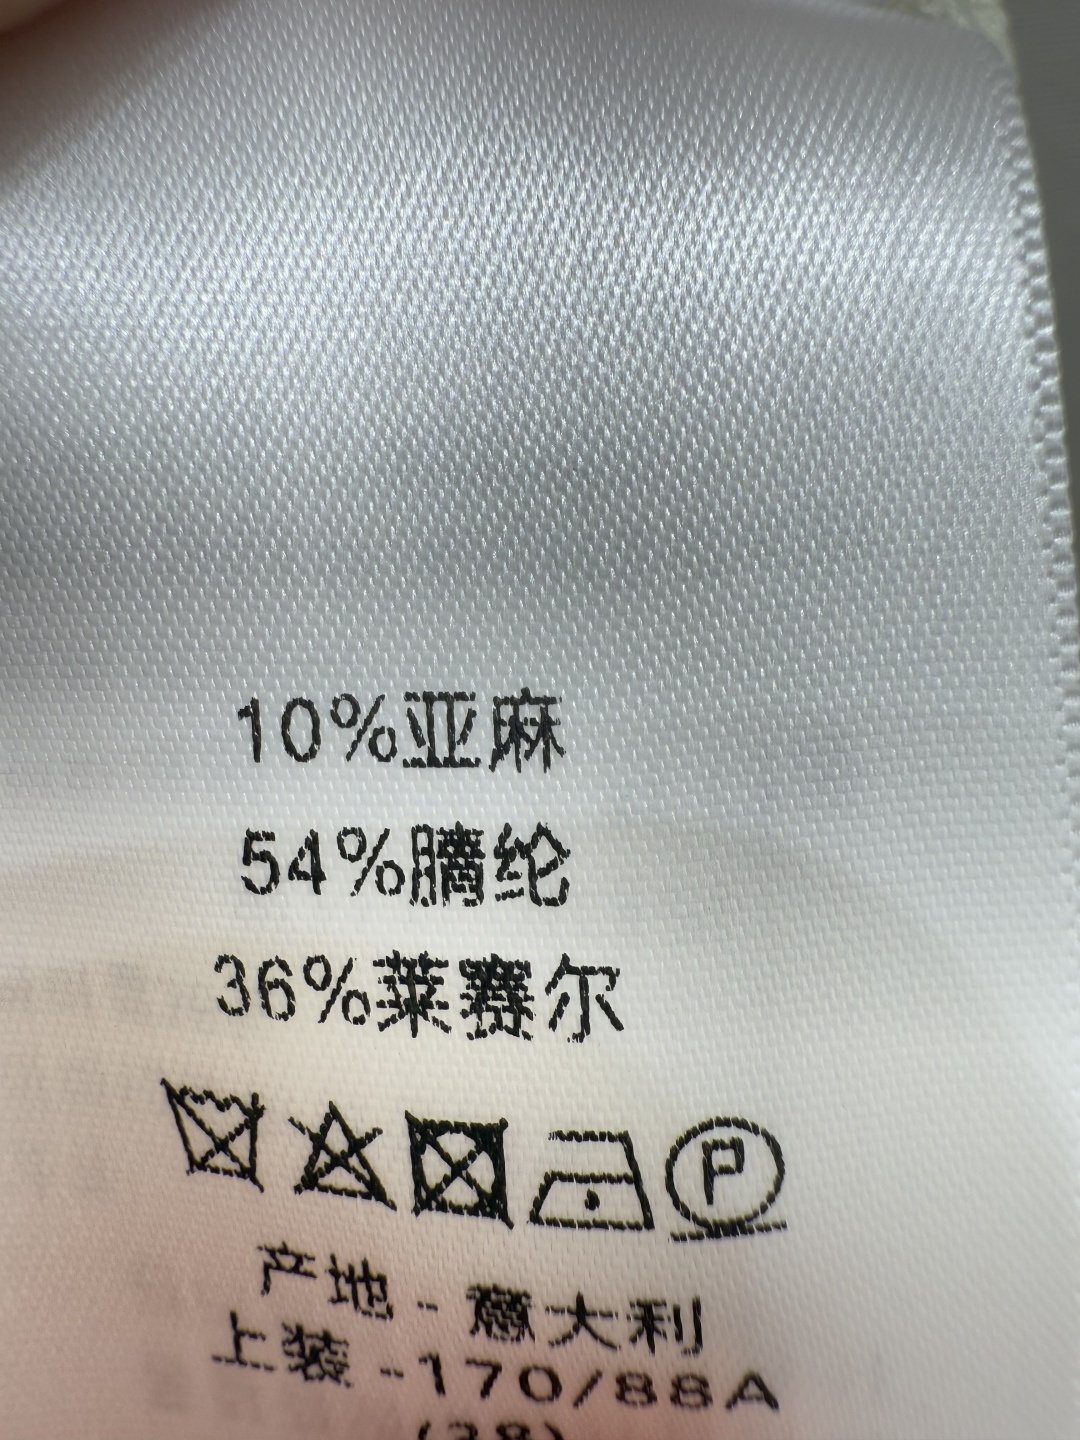 10%亚麻
54%腈纶
36%莱赛尔
P
产地 - 意大利
上装 -170/88A
(38)